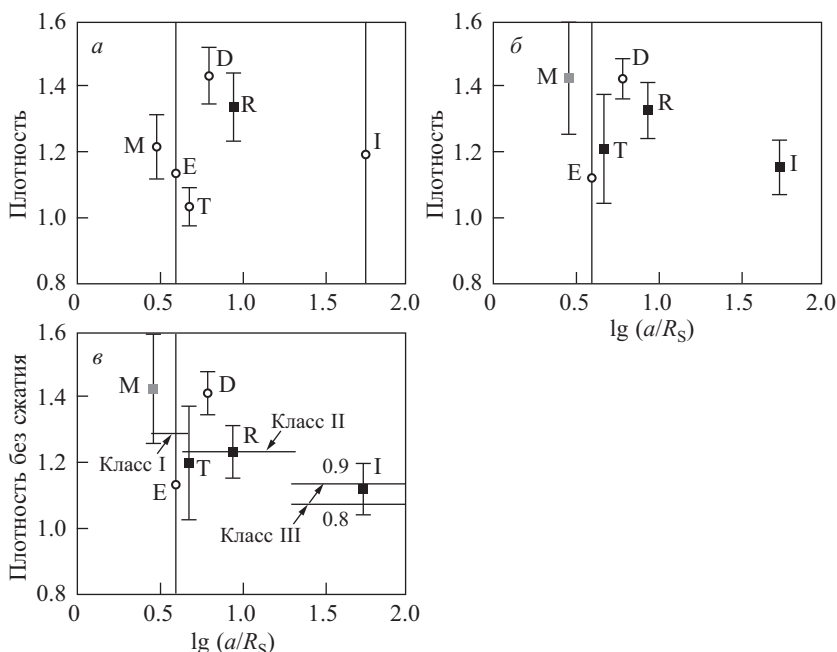 1.6
а
1.4
1.2
1.0
0.8
Плотность
M
E
T
D
R
I
0.5
1.0
1.5
2.0
1.6
б
1.4
1.2
1.0
0.8
Плотность
M
E
T
D
R
I
0
0.5
1.0
1.5
2.0
lg (a/R_S)
1.6
в
1.4
1.2
1.0
0.8
Плотность без сжатия
M
D
Класс II
R
Класс I
T
E
0.9
I
0.8
Класс III
0
0.5
1.0
1.5
2.0
lg (a/R_S)